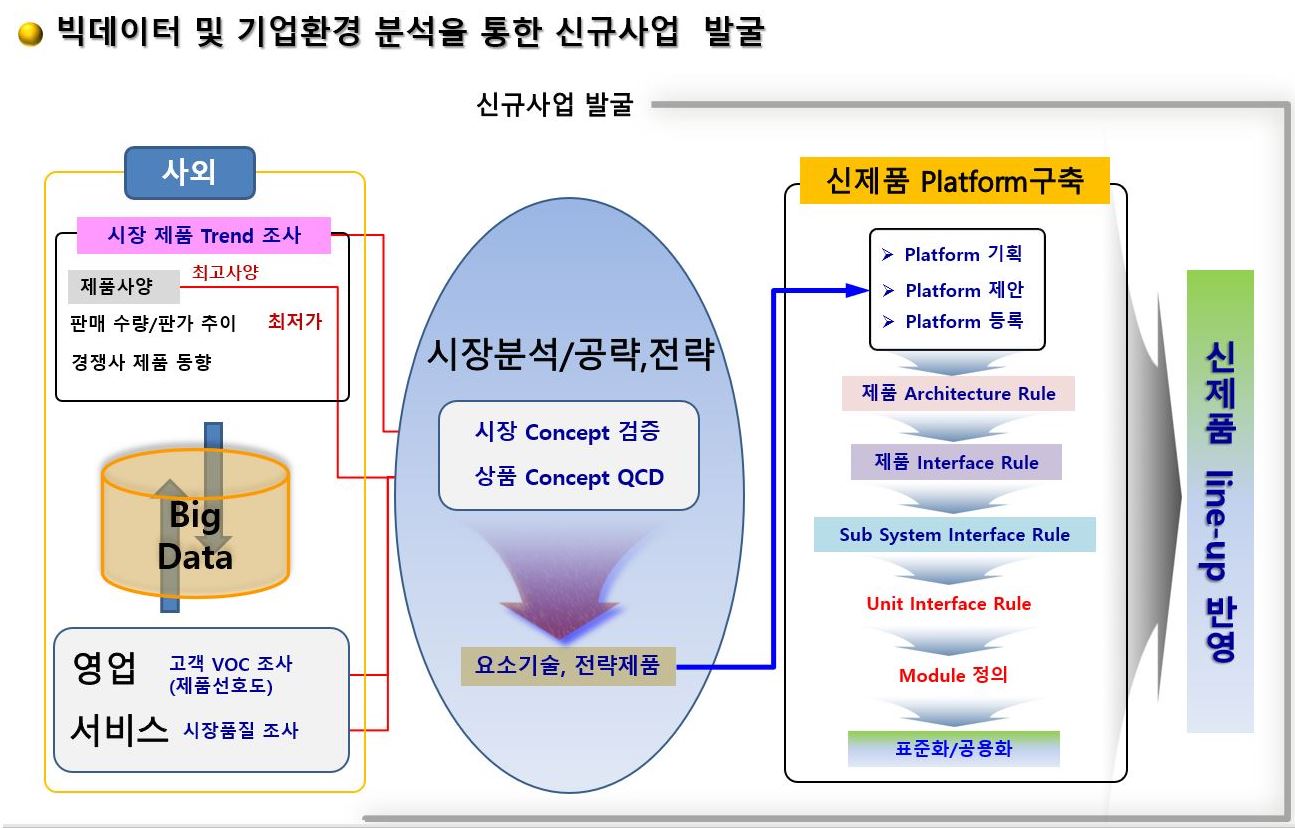 빅데이터 및 기업환경 분석을 통한 신규사업 발굴
신규사업 발굴
사외
시장 제품 Trend 조사
제품사양
최고사양
판매 수량/판가 추이
최저가
경쟁사 제품 동향
Big
Data
영업
고객 VOC 조사
(제품선호도)
서비스
시장품질 조사
시장분석/공략,전략
시장 Concept 검증
상품 Concept QCD
요소기술, 전략제품
신제품 Platform구축
Platform 기획
Platform 제안
Platform 등록
제품 Architecture Rule
제품 Interface Rule
Sub System Interface Rule
Unit Interface Rule
Module 정의
표준화/공용화
신제품 line-up 반영